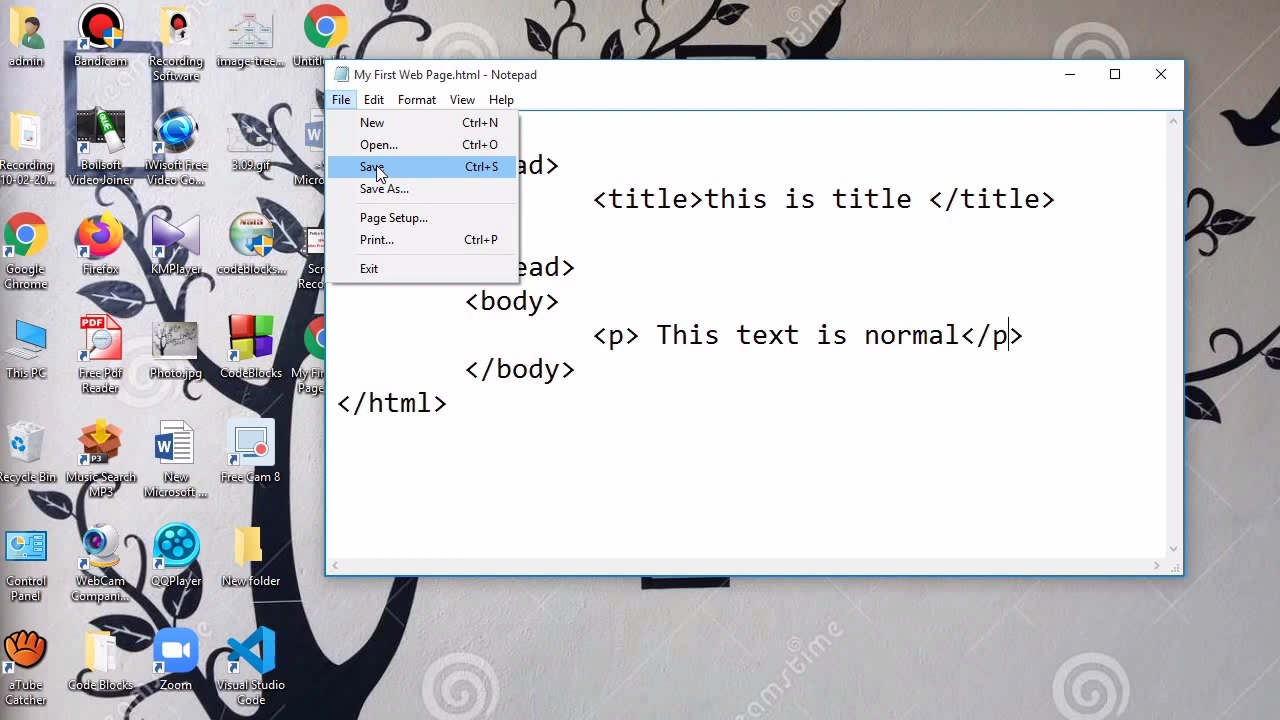 admin
Bandicam
Recording
Software
image-tree...
My First Web Page.html - Notepad
File Edit Format View Help
New Ctrl+N
Open... Ctrl+O
Save Ctrl+S
Save As...
Page Setup...
Print... Ctrl+P
Exit
<title>this is title </title>
<body>
<p> This text is normal</p>
</body>
</html>
Recording
10-02-20...
Boilsoft
Video Joiner
iWisoft Free
Video Co...
3.09.gif
Google
Chrome
Firefox
KMPlayer
codeblocks...
This PC
Free Pdf
Reader
Photo.jpg
CodeBlocks
Recycle Bin
Music Search
MP3
New
Microsoft ...
Free Cam 8
Control
Panel
WebCam
Compani...
QQPlayer
New folder
aTube
Catcher
Code Blocks
Zoom
Visual Studio
Code